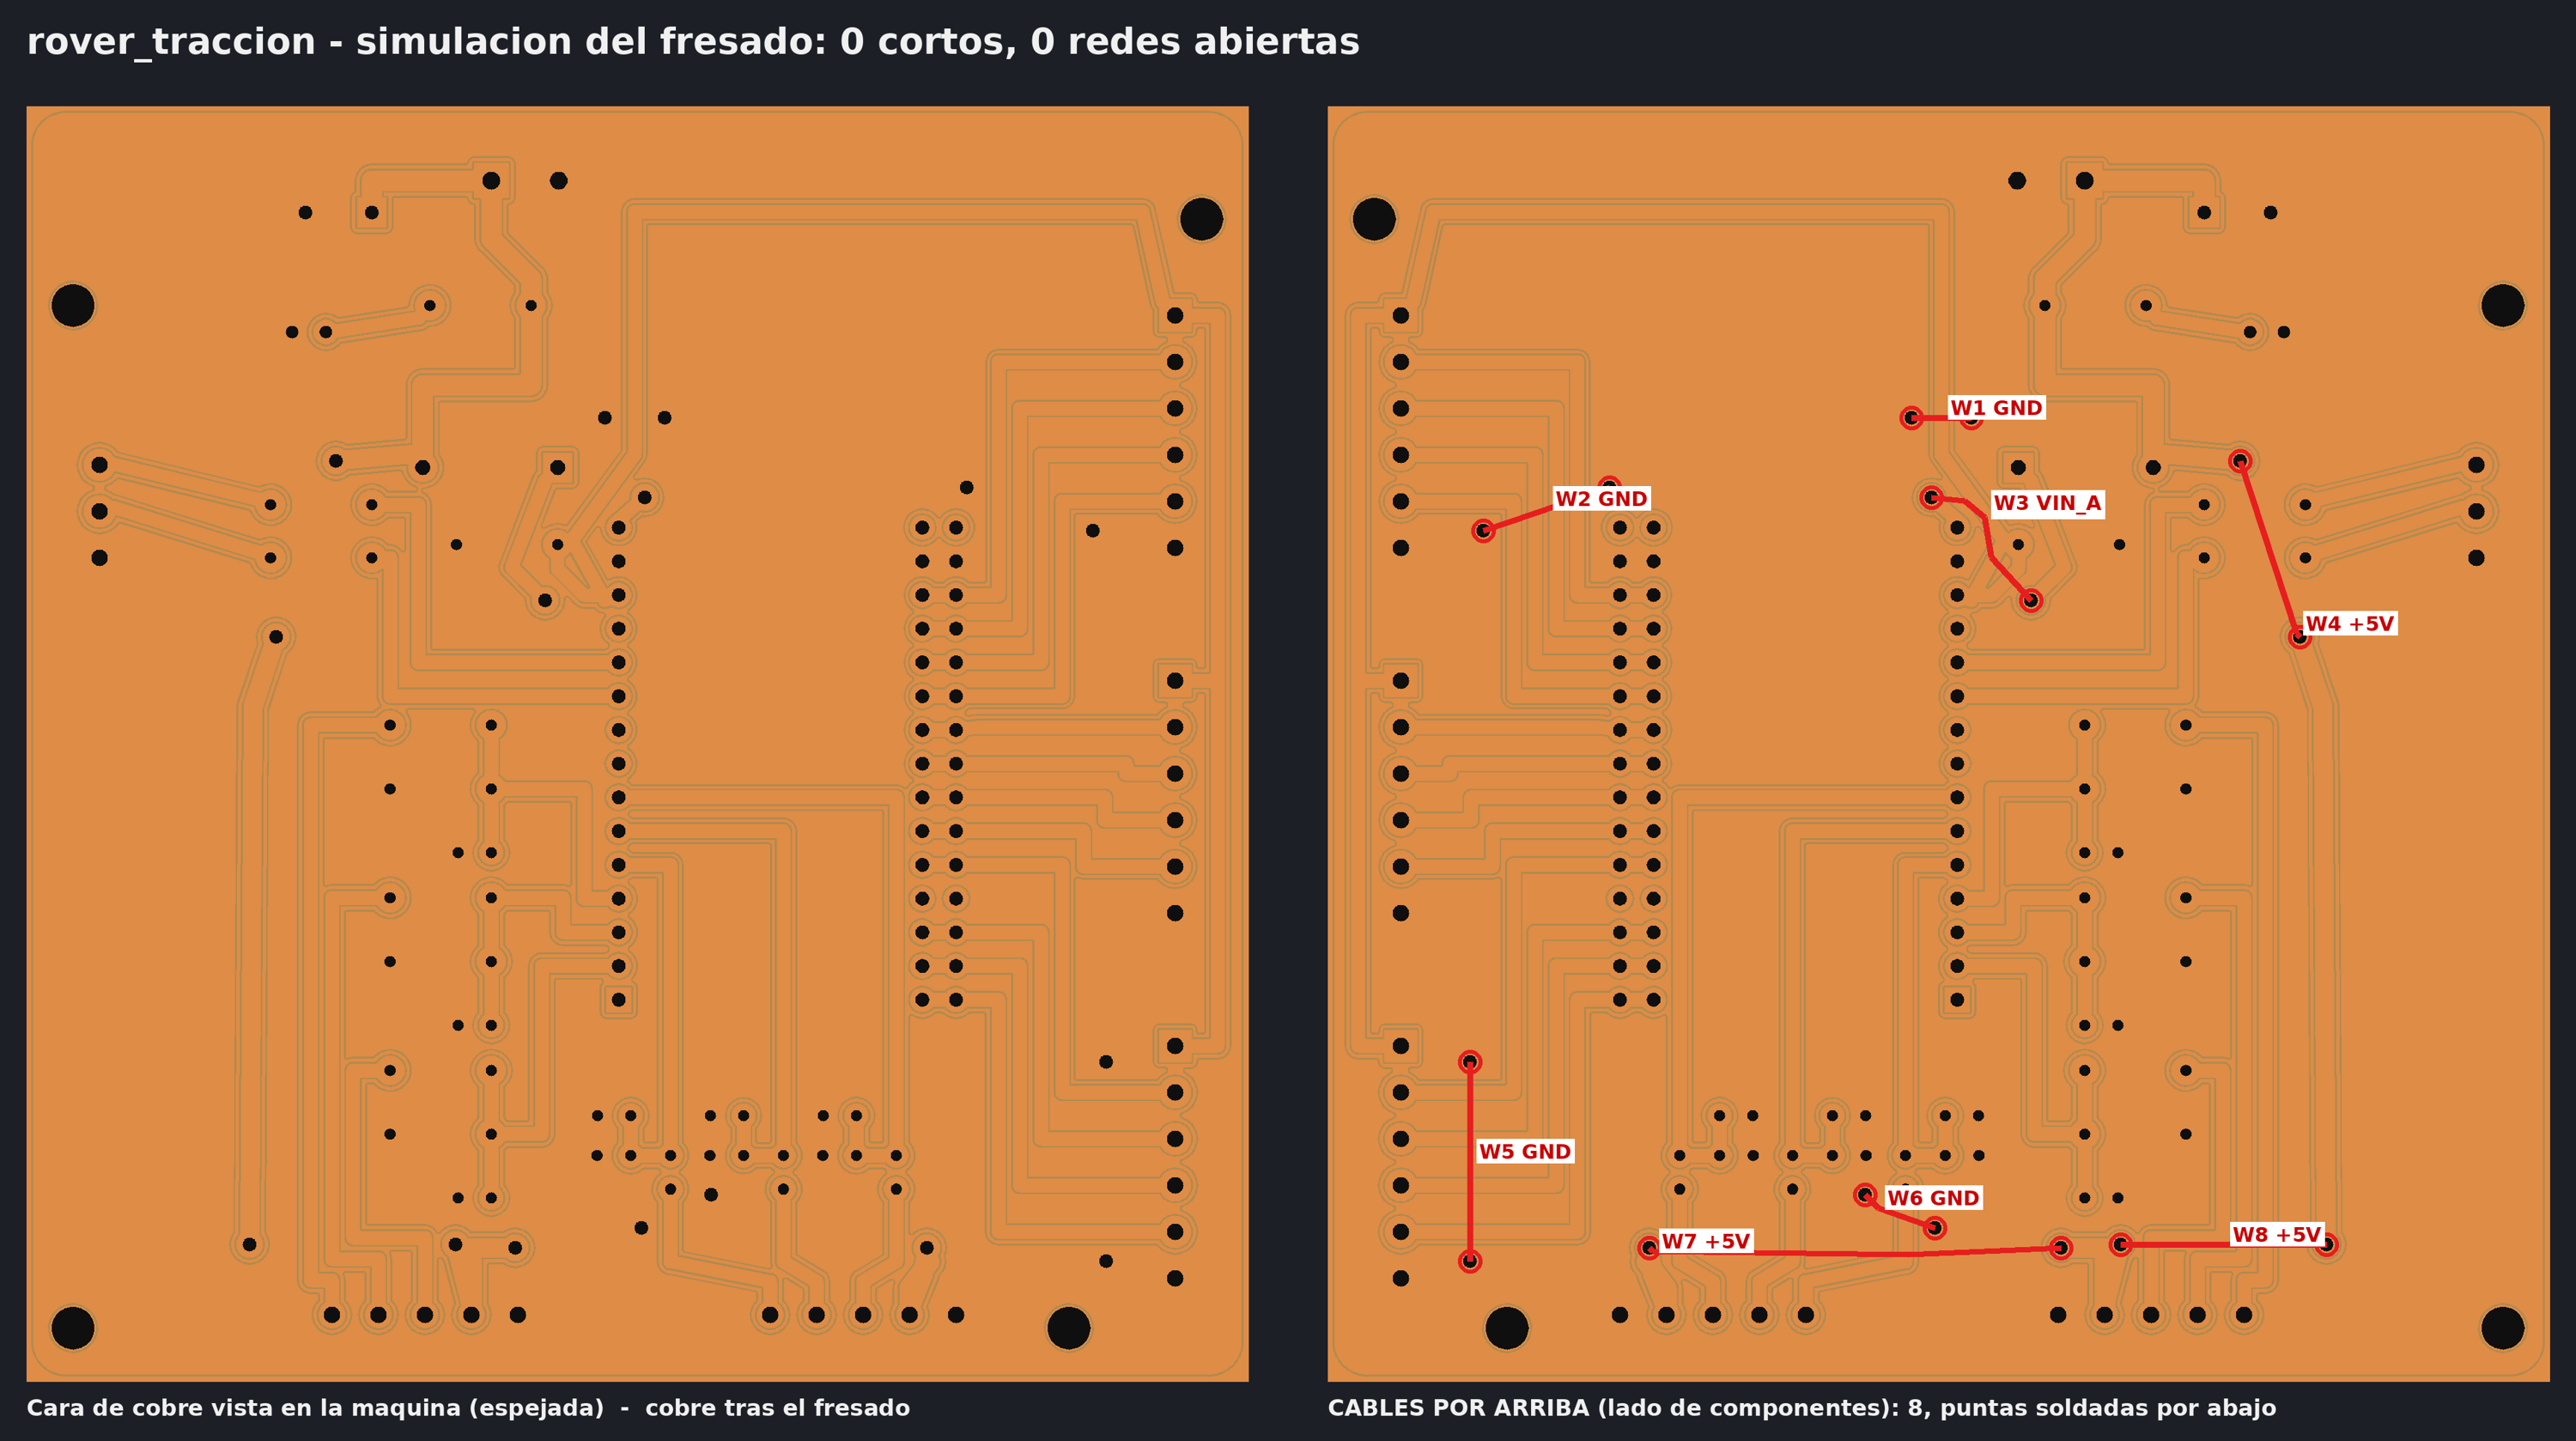 rover_traccion - simulacion del fresado: 0 cortos, 0 redes abiertas
W1 GND
W2 GND
W3 VIN_A
W4 +5V
W5 GND
W6 GND
W7 +5V
W8 +5V
Cara de cobre vista en la maquina (espejada) - cobre tras el fresado
CABLES POR ARRIBA (lado de componentes): 8, puntas soldadas por abajo